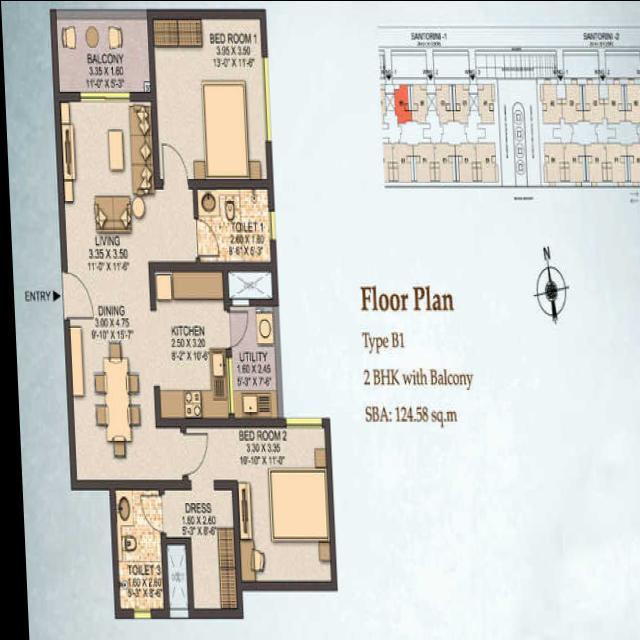 BED ROOM 1
3.95 X 3.50
13'-0" X 11'-6"
BALCONY
3.35 X 1.60
11'-0" X 5'-3"
TOILET 1
2.60 X 1.60
8'-6" X 5'-3"
LIVING
3.35 X 3.50
11'-0" X 11'-6"
ENTRY
DINING
3.00 X 4.75
9'-10" X 15'-7"
KITCHEN
2.50 X 3.20
8'-2" X 10'-6"
UTILITY
1.60 X 2.45
5'-3" X 7'-6"
BED ROOM 2
3.30 X 3.35
10'-10" X 11'-0"
DRESS
1.60 X 2.60
5'-3" X 8'-6"
TOILET 3
1.60 X 2.60
5'-3" X 8'-6"
SANTORINI -1
SANTORINI -2
N
Floor Plan
Type B1
2 BHK with Balcony
SBA: 124.58 sq.m